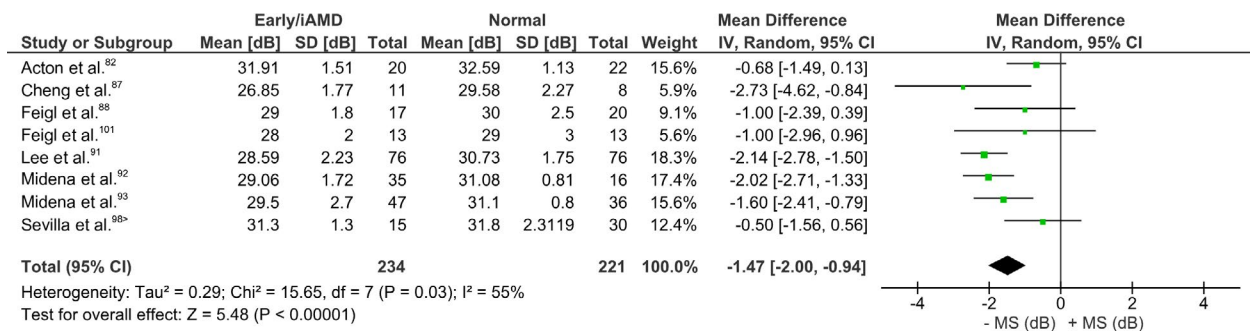 Early/iAMD Normal Mean Difference Mean Difference
Study or Subgroup Mean [dB] SD [dB] Total Mean [dB] SD [dB] Total Weight IV, Random, 95% CI IV, Random, 95% CI
Acton et al.82 31.91 1.51 20 32.59 1.13 22 15.6% -0.68 [-1.49, 0.13]
Cheng et al.87 26.85 1.77 11 29.58 2.27 8 5.9% -2.73 [-4.62, -0.84]
Feigl et al.88 29 1.8 17 30 2.5 20 9.1% -1.00 [-2.39, 0.39]
Feigl et al.101 28 2 13 29 3 13 5.6% -1.00 [-2.96, 0.96]
Lee et al.91 28.59 2.23 76 30.73 1.75 76 18.3% -2.14 [-2.78, -1.50]
Midena et al.92 29.06 1.72 35 31.08 0.81 16 17.4% -2.02 [-2.71, -1.33]
Midena et al.93 29.5 2.7 47 31.1 0.8 36 15.6% -1.60 [-2.41, -0.79]
Sevilla et al.98> 31.3 1.3 15 31.8 2.3119 30 12.4% -0.50 [-1.56, 0.56]
Total (95% CI) 234 221 100.0% -1.47 [-2.00, -0.94]
Heterogeneity: Tau² = 0.29; Chi² = 15.65, df = 7 (P = 0.03); I² = 55%
Test for overall effect: Z = 5.48 (P < 0.00001)
-4 -2 0 2 4
- MS (dB) + MS (dB)